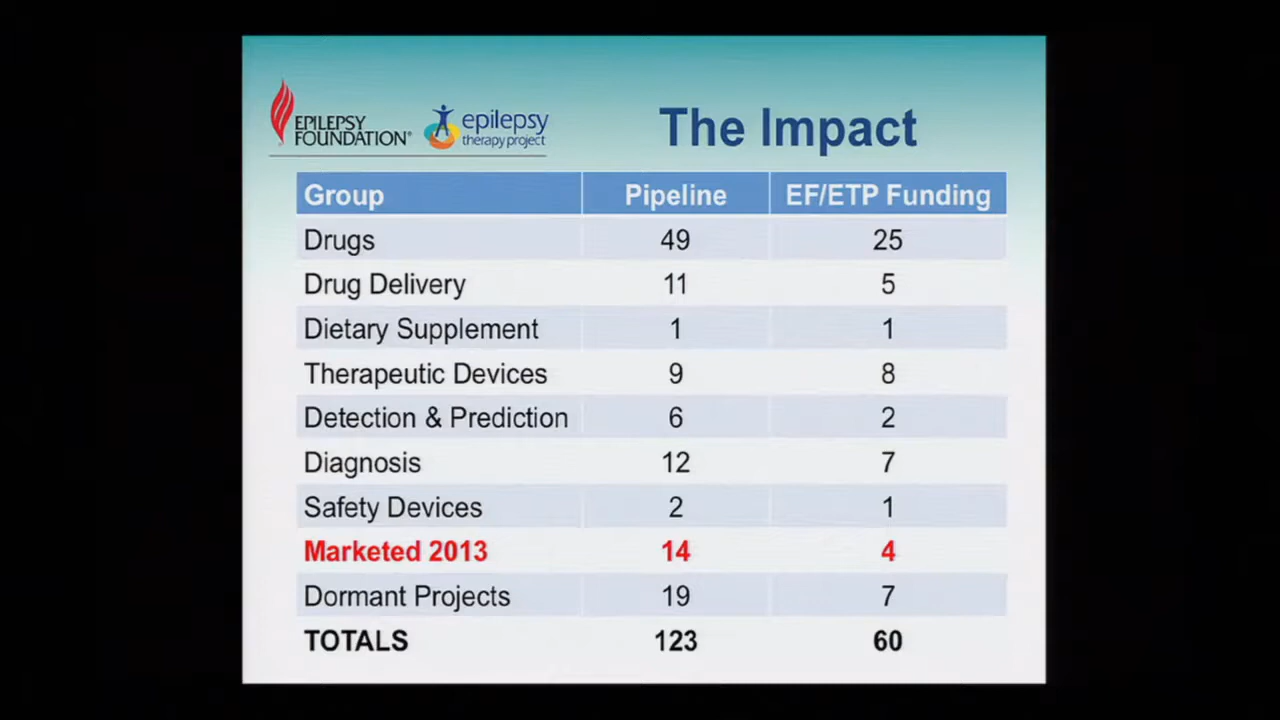 EPILEPSY
FOUNDATION®
epilepsy
therapy project
The Impact
Group Pipeline EF/ETP Funding
Drugs 49 25
Drug Delivery 11 5
Dietary Supplement 1 1
Therapeutic Devices 9 8
Detection & Prediction 6 2
Diagnosis 12 7
Safety Devices 2 1
Marketed 2013 14 4
Dormant Projects 19 7
TOTALS 123 60